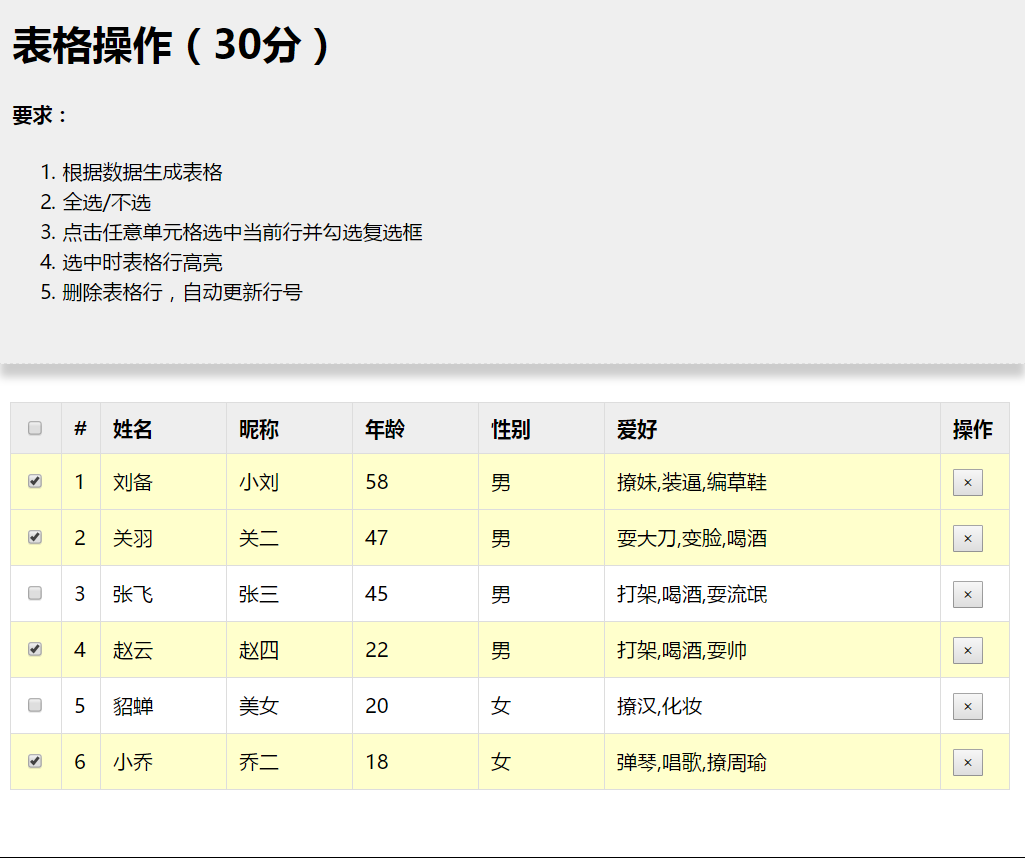 表格操作（30分）
要求：
1. 根据数据生成表格
2. 全选/不选
3. 点击任意单元格选中当前行并勾选复选框
4. 选中时表格行高亮
5. 删除表格行，自动更新行号
# 姓名 昵称 年龄 性别 爱好 操作
1 刘备 小刘 58 男 撩妹,装逼,编草鞋 ×
2 关羽 关二 47 男 耍大刀,变脸,喝酒 ×
3 张飞 张三 45 男 打架,喝酒,耍流氓 ×
4 赵云 赵四 22 男 打架,喝酒,耍帅 ×
5 貂蝉 美女 20 女 撩汉,化妆 ×
6 小乔 乔二 18 女 弹琴,唱歌,撩周瑜 ×